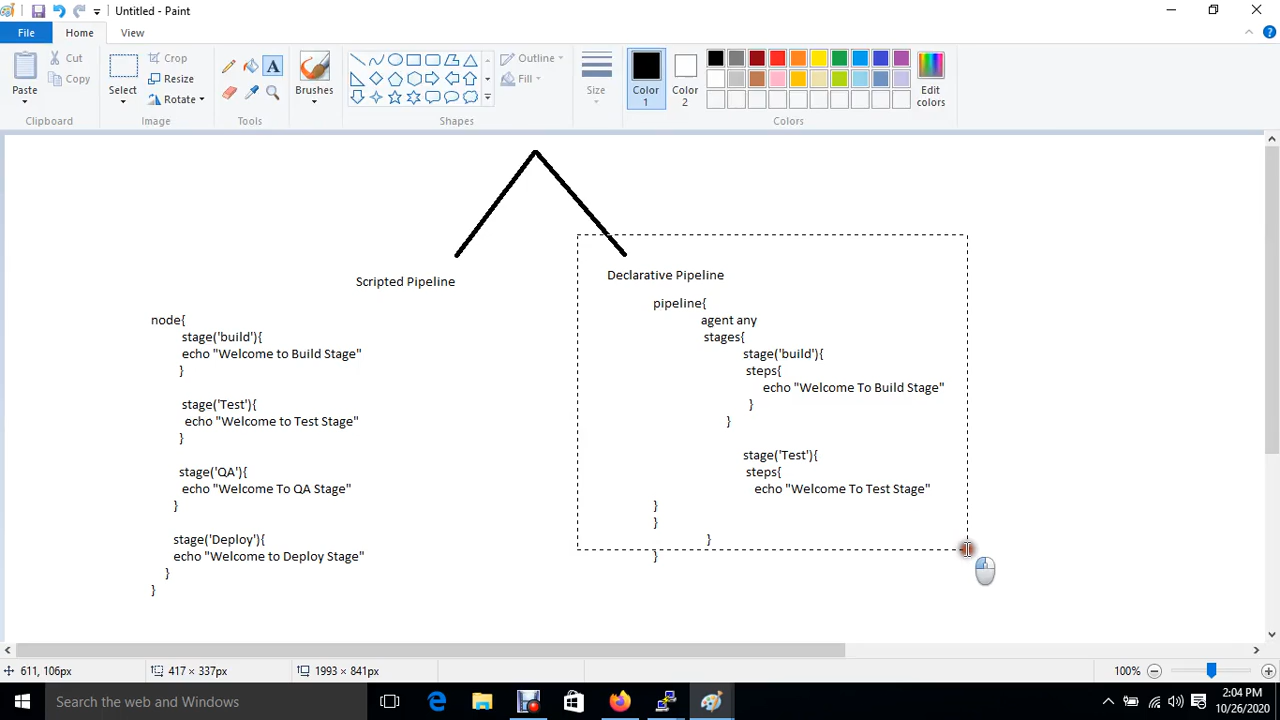 Untitled - Paint
File
Home
View
Paste
Cut
Copy
Clipboard
Select
Crop
Resize
Rotate
Image
A
Tools
Brushes
Outline
Fill
Shapes
Size
Color 1
Color 2
Edit colors
Colors
Scripted Pipeline
node{
stage('build'){
echo "Welcome to Build Stage"
}
stage('Test'){
echo "Welcome to Test Stage"
}
stage('QA'){
echo "Welcome To QA Stage"
}
stage('Deploy'){
echo "Welcome to Deploy Stage"
}
}
Declarative Pipeline
pipeline{
agent any
stages{
stage('build'){
steps{
echo "Welcome To Build Stage"
}
}
stage('Test'){
steps{
echo "Welcome To Test Stage"
}
}
}
}
611, 106px
417 × 337px
1993 × 841px
100%
Search the web and Windows
2:04 PM
10/26/2020